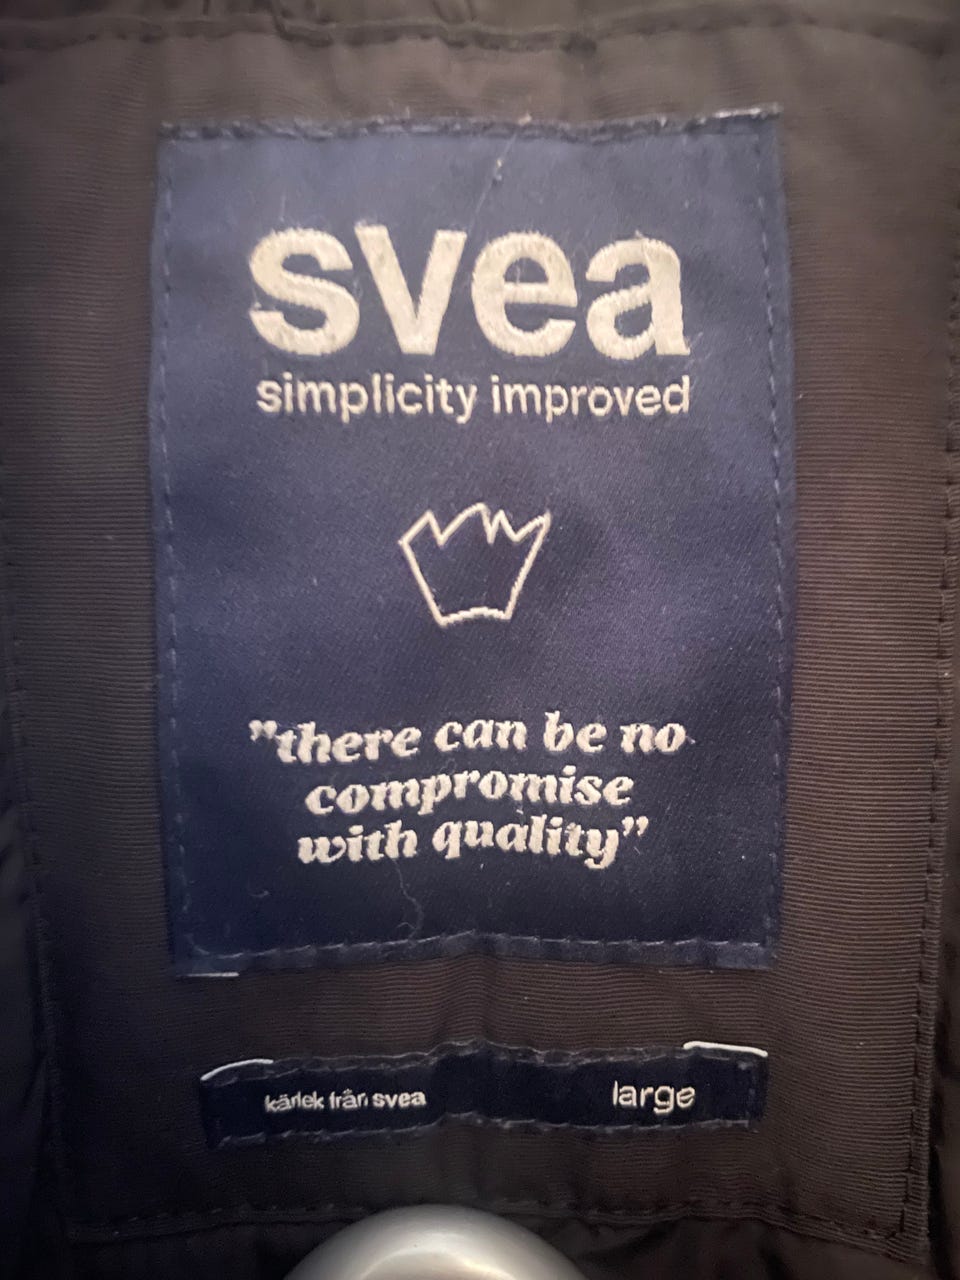 svea
simplicity improved
”there can be no
compromise
with quality”
kärlek från svea
large